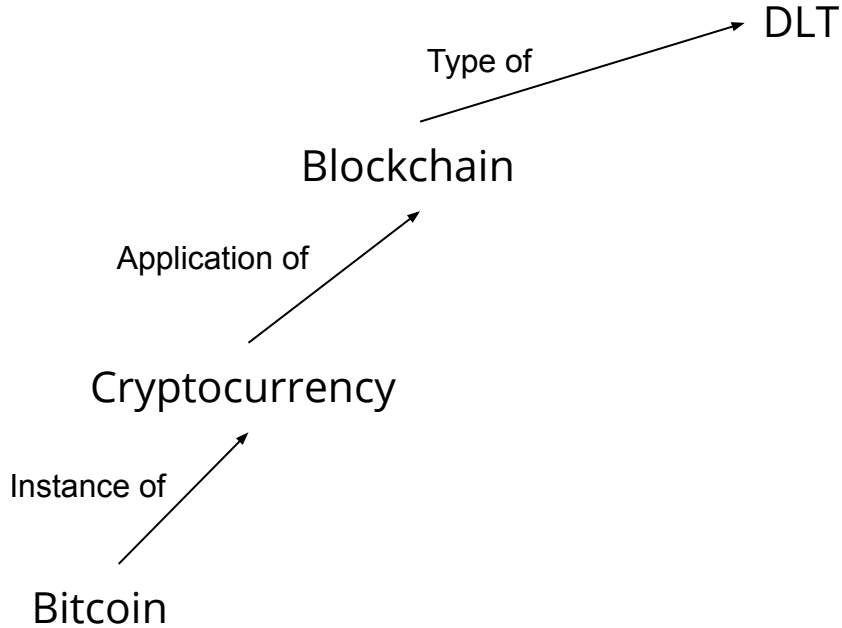 DLT
Type of
Blockchain
Application of
Cryptocurrency
Instance of
Bitcoin